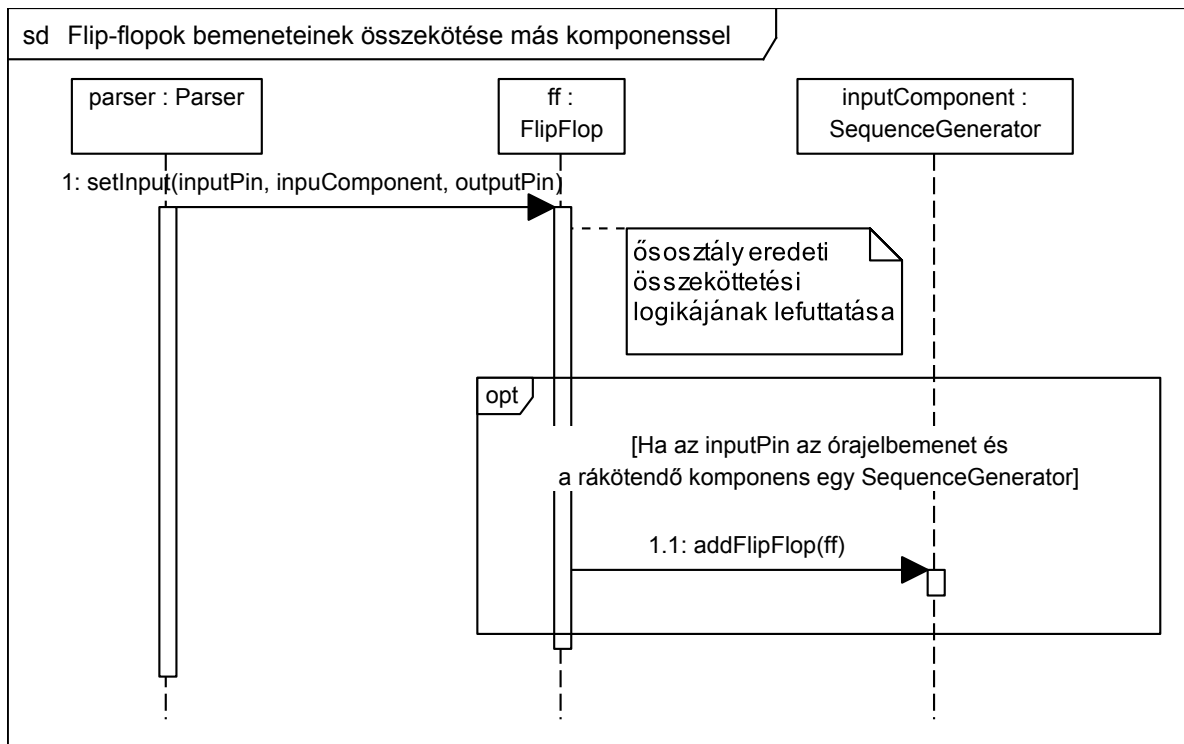 sd Flip-flopok bemeneteinek összekötése más komponenssel
parser : Parser
ff :
FlipFlop
inputComponent :
SequenceGenerator
1: setInput(inputPin, inpuComponent, outputPin)
ősosztály eredeti
összeköttetési
logikájának lefuttatása
opt
[Ha az inputPin az órajelbemenet és
a rákötendő komponens egy SequenceGenerator]
1.1: addFlipFlop(ff)